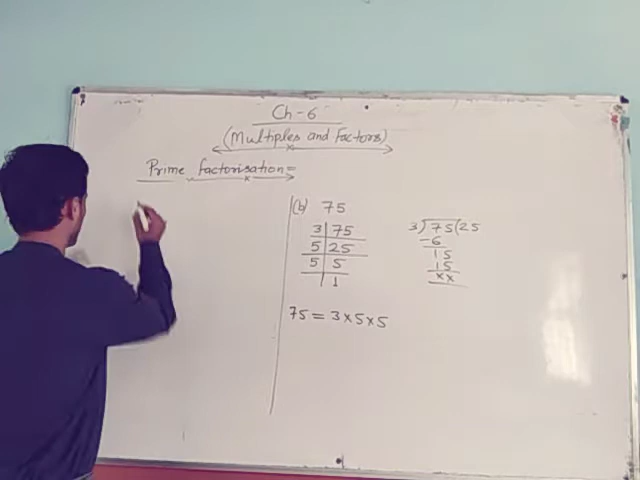 Ch-6
(Multiples and Factors)
Prime factorisation=
(b) 75
3 | 75
5 | 25
5 | 5
1
75 = 3×5×5
3) 75 (25
-6
15
15
xx